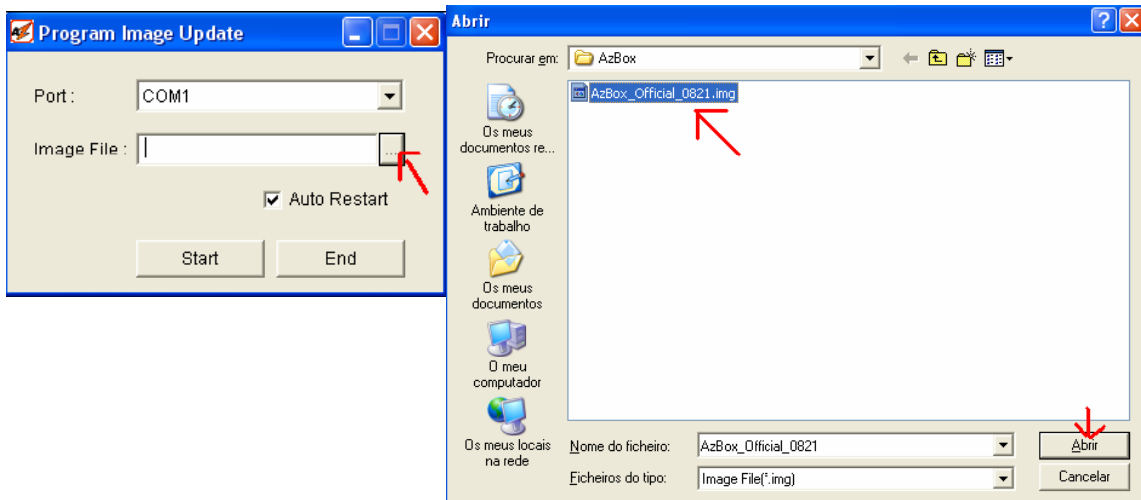 Program Image Update
Port :
COM1
Image File :
...
Auto Restart
Start
End
Abrir
Procurar em:
AzBox
AzBox_Official_0821.img
Os meus
documentos re...
Ambiente de
trabalho
Os meus
documentos
O meu
computador
Os meus locais
na rede
Nome do ficheiro:
AzBox_Official_0821
Abrir
Ficheiros do tipo:
Image File(*.img)
Cancelar